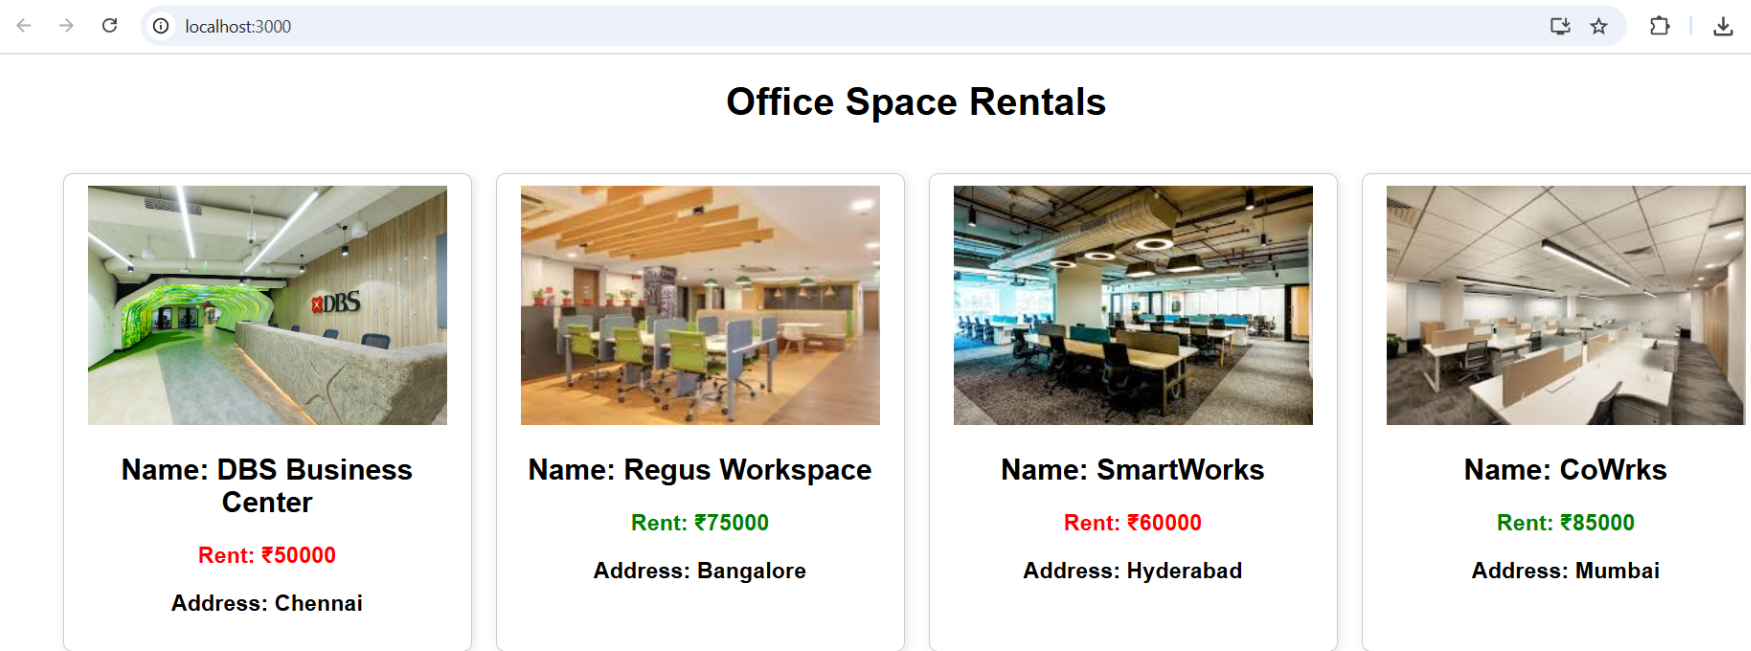 localhost:3000
Office Space Rentals
DBS
Name: DBS Business
Center
Rent: ₹50000
Address: Chennai
Name: Regus Workspace
Rent: ₹75000
Address: Bangalore
Name: SmartWorks
Rent: ₹60000
Address: Hyderabad
Name: CoWrks
Rent: ₹85000
Address: Mumbai